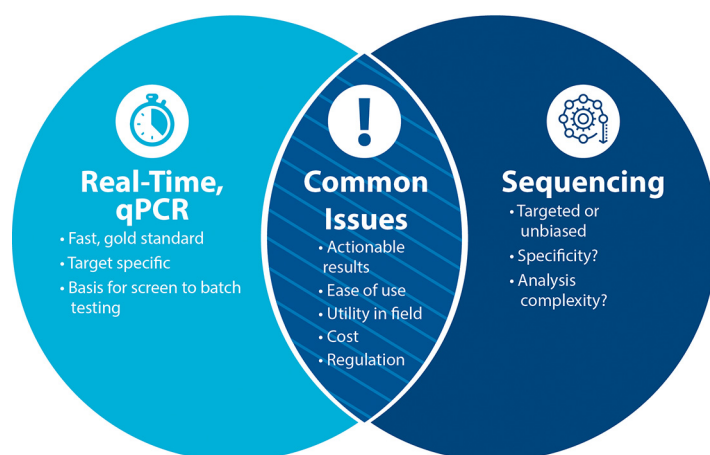 Real-Time,
qPCR
• Fast, gold standard
• Target specific
• Basis for screen to batch
testing
!
Common
Issues
• Actionable
results
• Ease of use
• Utility in field
• Cost
• Regulation
Sequencing
• Targeted or
unbiased
• Specificity?
• Analysis
complexity?